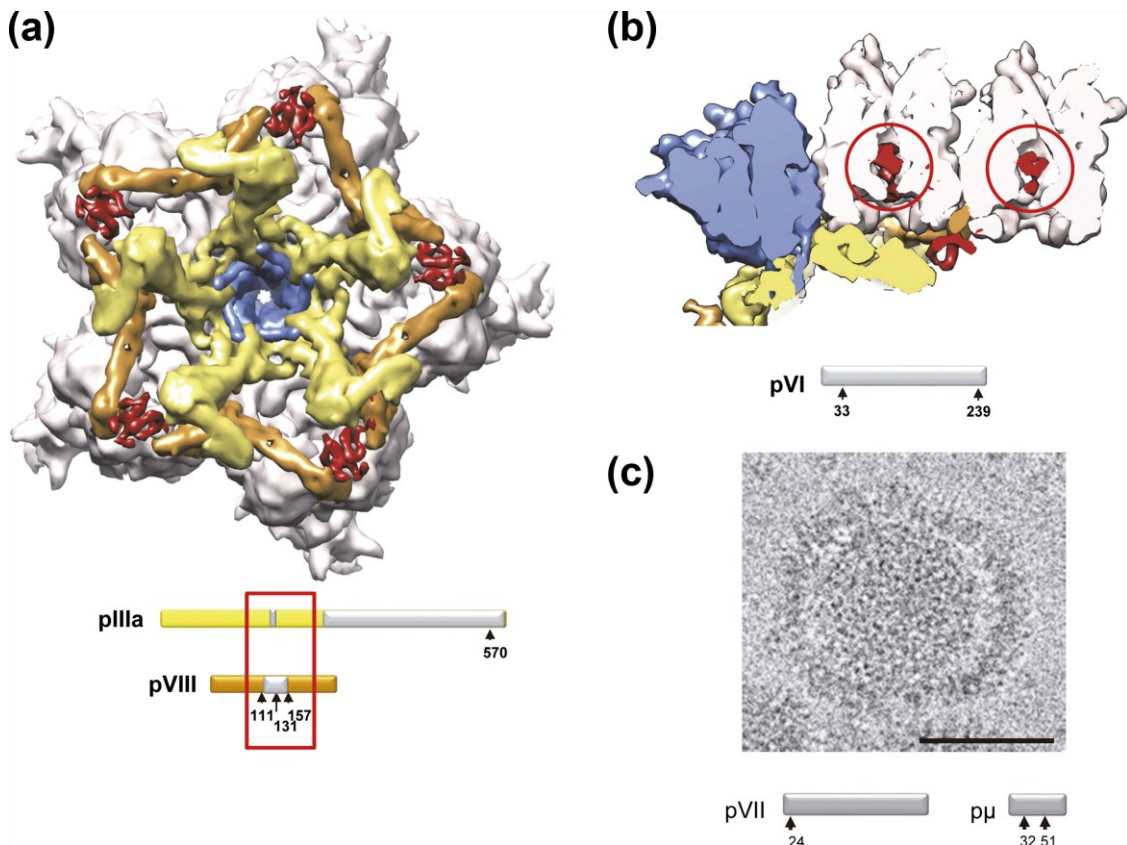 (a)
(b)
pVI
33 239
(c)
pIIIa
570
pVIII
111 131 157
pVII
24
pμ
32 51